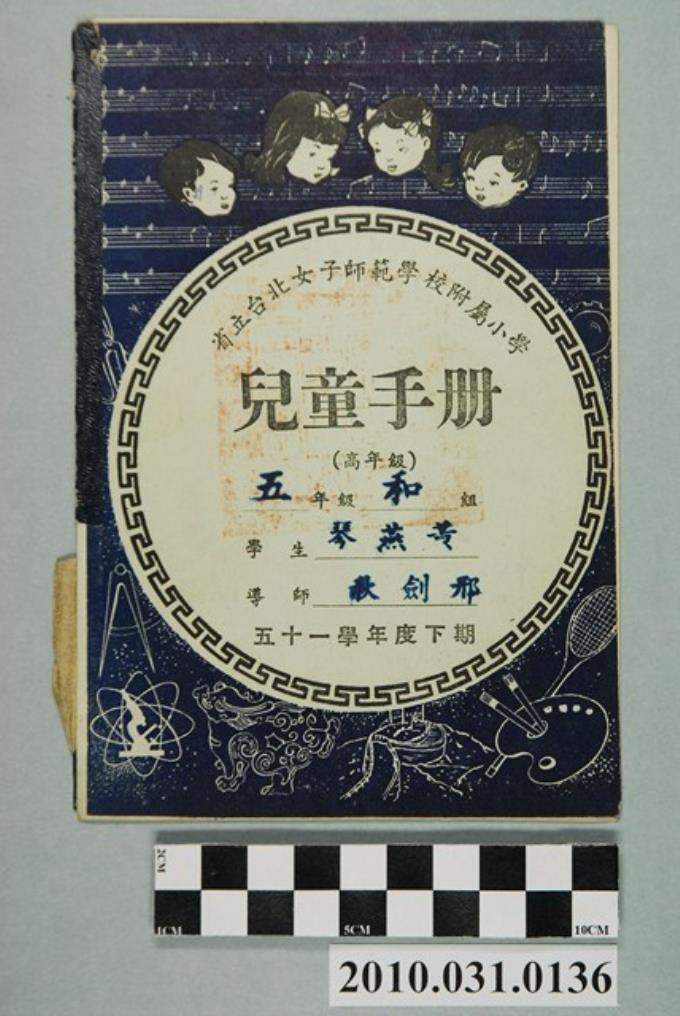 省立台北女子師範學校附屬小學
兒童手册
(高年級)
五年級和組
學生 琴燕黃
導師 秋劍邢
五十一學年度下期
2CM
1CM 5CM 10CM
2010.031.0136